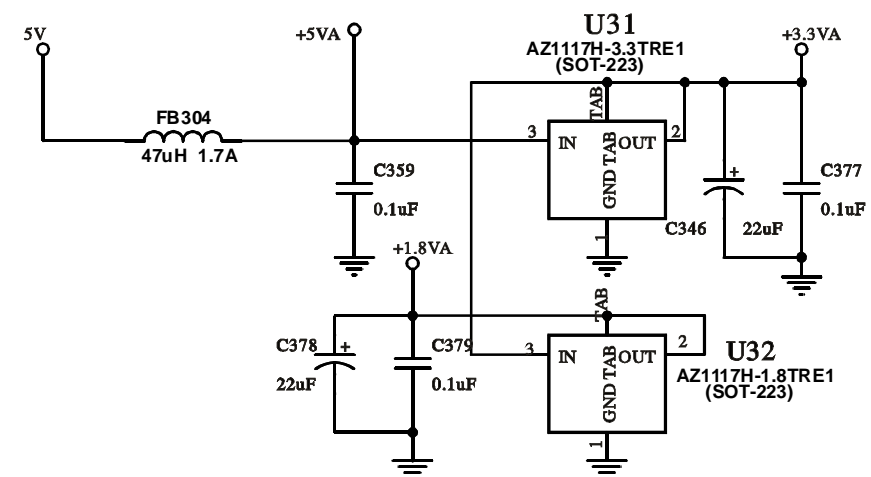 U31
5V
+5VA
+3.3VA
AZ1117H-3.3TRE1
(SOT-223)
TAB
FB304
3
IN
GND TAB
OUT
2
47uH 1.7A
C359
+
C377
0.1uF
C346
22uF
0.1uF
1
+1.8VA
TAB
C378
+
C379
3
IN
GND TAB
OUT
2
U32
22uF
0.1uF
AZ1117H-1.8TRE1
(SOT-223)
1